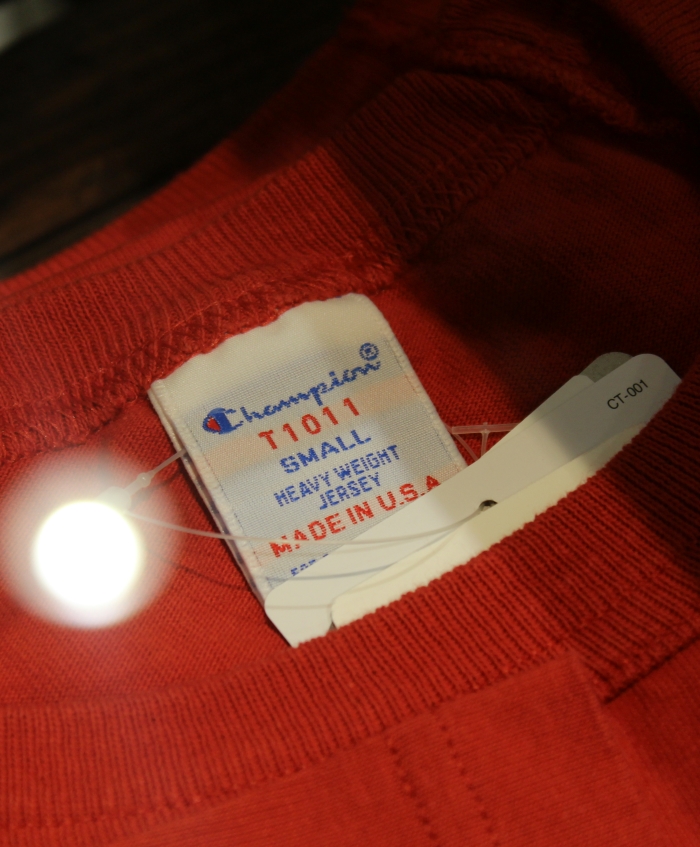 Champion®
T1011
SMALL
HEAVY WEIGHT
JERSEY
MADE IN U.S.A
CT-001